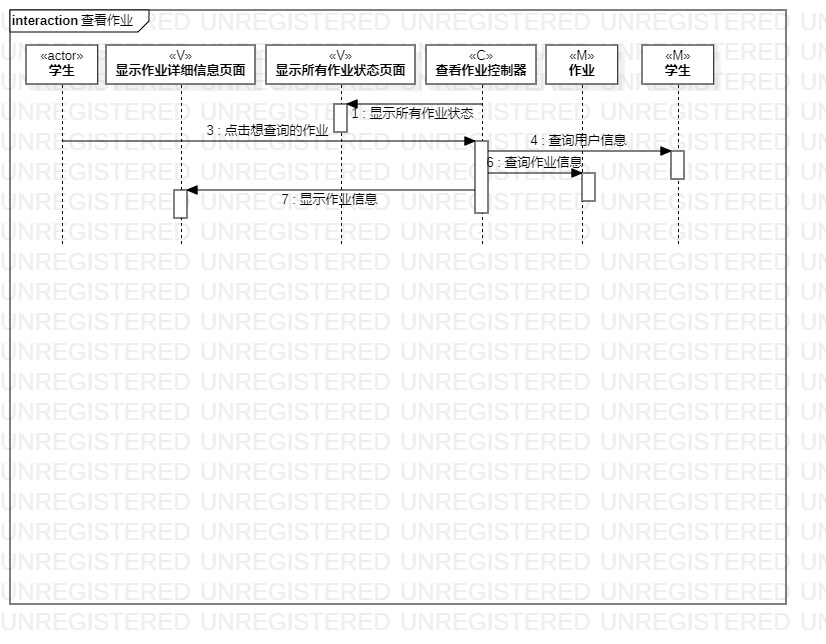 interaction 查看作业
«actor»
学生
«V»
显示作业详细信息页面
«V»
显示所有作业状态页面
«C»
查看作业控制器
«M»
作业
«M»
学生
1 : 显示所有作业状态
3 : 点击想查询的作业
4 : 查询用户信息
6 : 查询作业信息
7 : 显示作业信息
UNREGISTERED UNREGISTERED UNREGISTERED UNREGISTERED